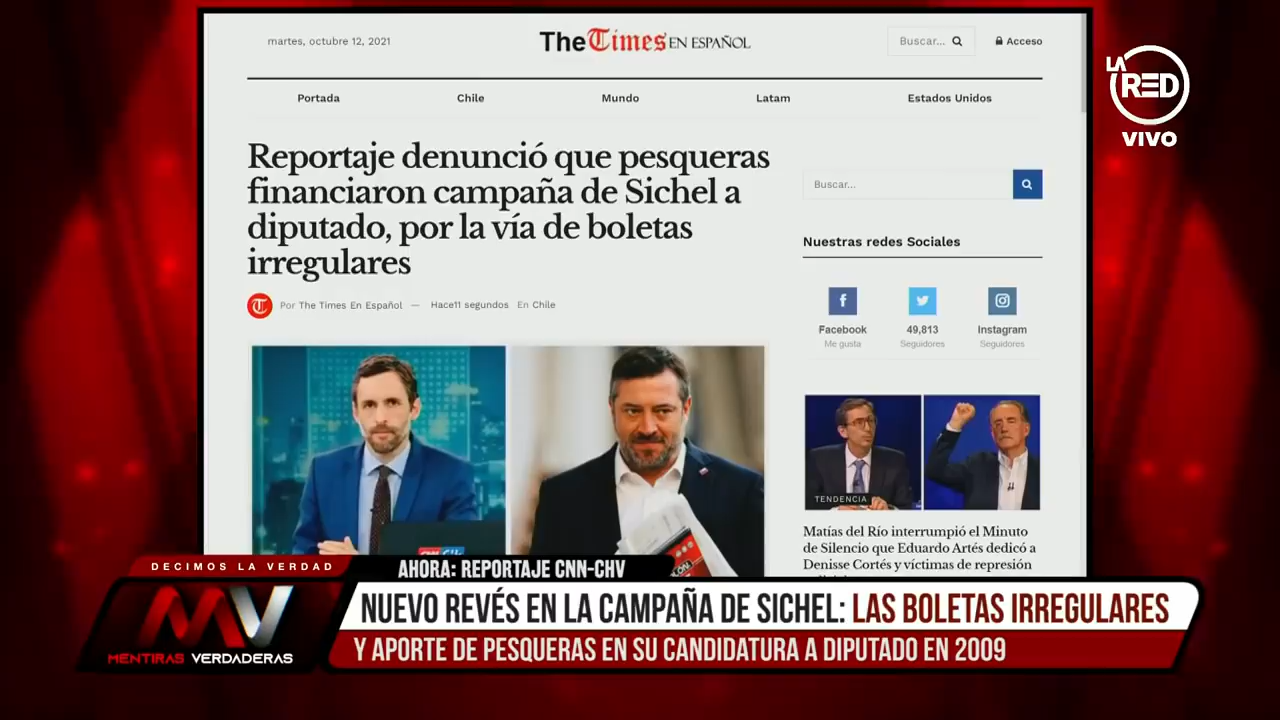 martes, octubre 12, 2021
The Times EN ESPAÑOL
Buscar...
Acceso
LA RED
VIVO
Portada
Chile
Mundo
Latam
Estados Unidos
Reportaje denunció que pesqueras
financiaron campaña de Sichel a
diputado, por la vía de boletas
irregulares
Por The Times En Español — Hace11 segundos En Chile
Buscar...
Nuestras redes Sociales
Facebook
Me gusta
49,813
Seguidores
Instagram
Seguidores
TENDENCIA
Matías del Río interrumpió el Minuto
de Silencio que Eduardo Artés dedicó a
Denisse Cortés y víctimas de represión
DECIMOS LA VERDAD
AHORA: REPORTAJE CNN-CHV
MV
MENTIRAS VERDADERAS
NUEVO REVÉS EN LA CAMPAÑA DE SICHEL: LAS BOLETAS IRREGULARES
Y APORTE DE PESQUERAS EN SU CANDIDATURA A DIPUTADO EN 2009